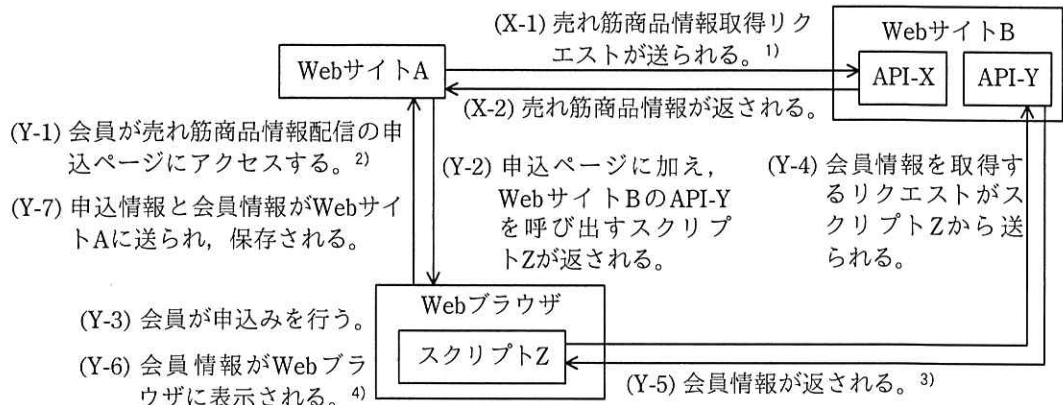 (X-1) 売れ筋商品情報取得リク
エストが送られる。1)
WebサイトB
WebサイトA
API-X
API-Y
(X-2) 売れ筋商品情報が返される。
(Y-1) 会員が売れ筋商品情報配信の申
込ページにアクセスする。2)
(Y-7) 申込情報と会員情報がWebサイ
トAに送られ，保存される。
(Y-2) 申込ページに加え，
WebサイトBのAPI-Y
を呼び出すスクリプ
トZが返される。
(Y-4) 会員情報を取得す
るリクエストがス
クリプトZから送
られる。
Webブラウザ
(Y-3) 会員が申込みを行う。
スクリプトZ
(Y-6) 会員情報がWebブラ
ウザに表示される。4)
(Y-5) 会員情報が返される。3)